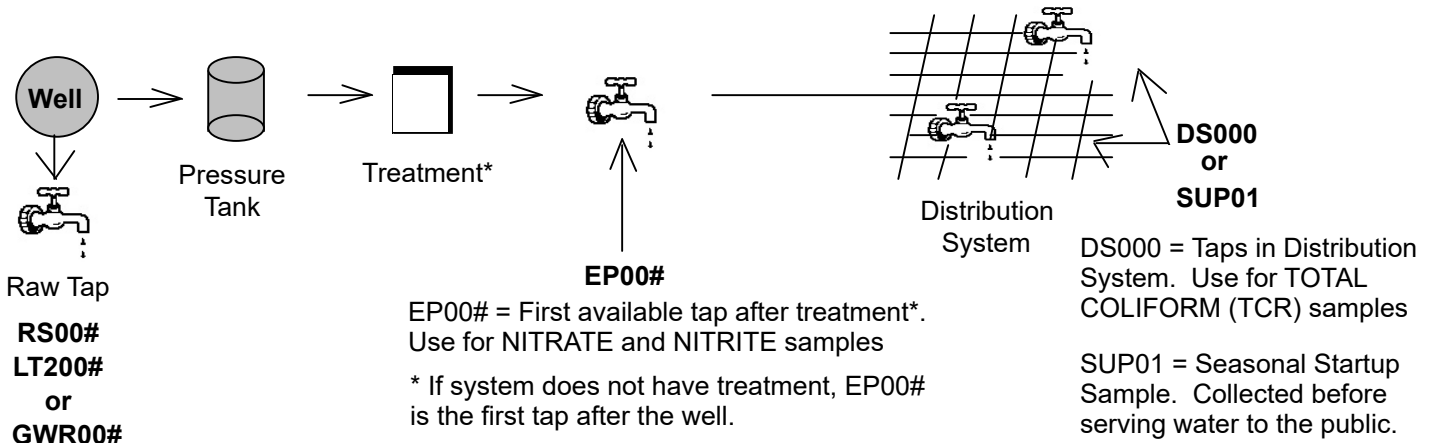 Well
Pressure
Tank
Treatment*
Raw Tap
RS00#
LT200#
or
GWR00#
EP00#
EP00# = First available tap after treatment*.
Use for NITRATE and NITRITE samples
* If system does not have treatment, EP00#
is the first tap after the well.
Distribution
System
DS000
or
SUP01
DS000 = Taps in Distribution
System. Use for TOTAL
COLIFORM (TCR) samples
SUP01 = Seasonal Startup
Sample. Collected before
serving water to the public.